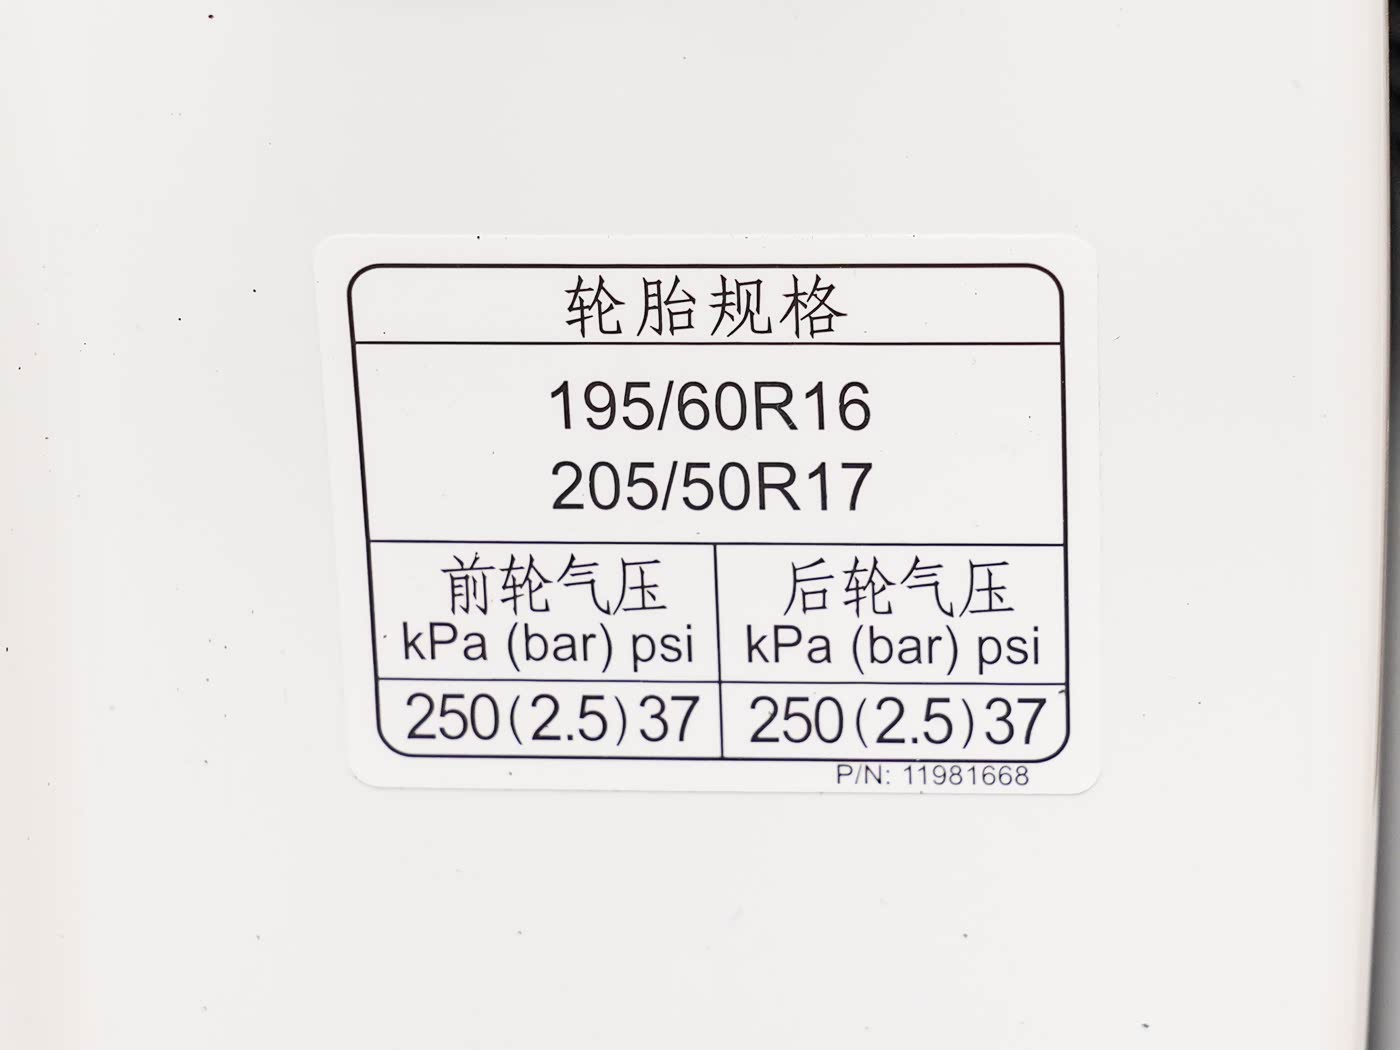 轮胎规格
195/60R16
205/50R17
前轮气压 后轮气压
kPa (bar) psi kPa (bar) psi
250(2.5)37 250(2.5)37
P/N: 11981668